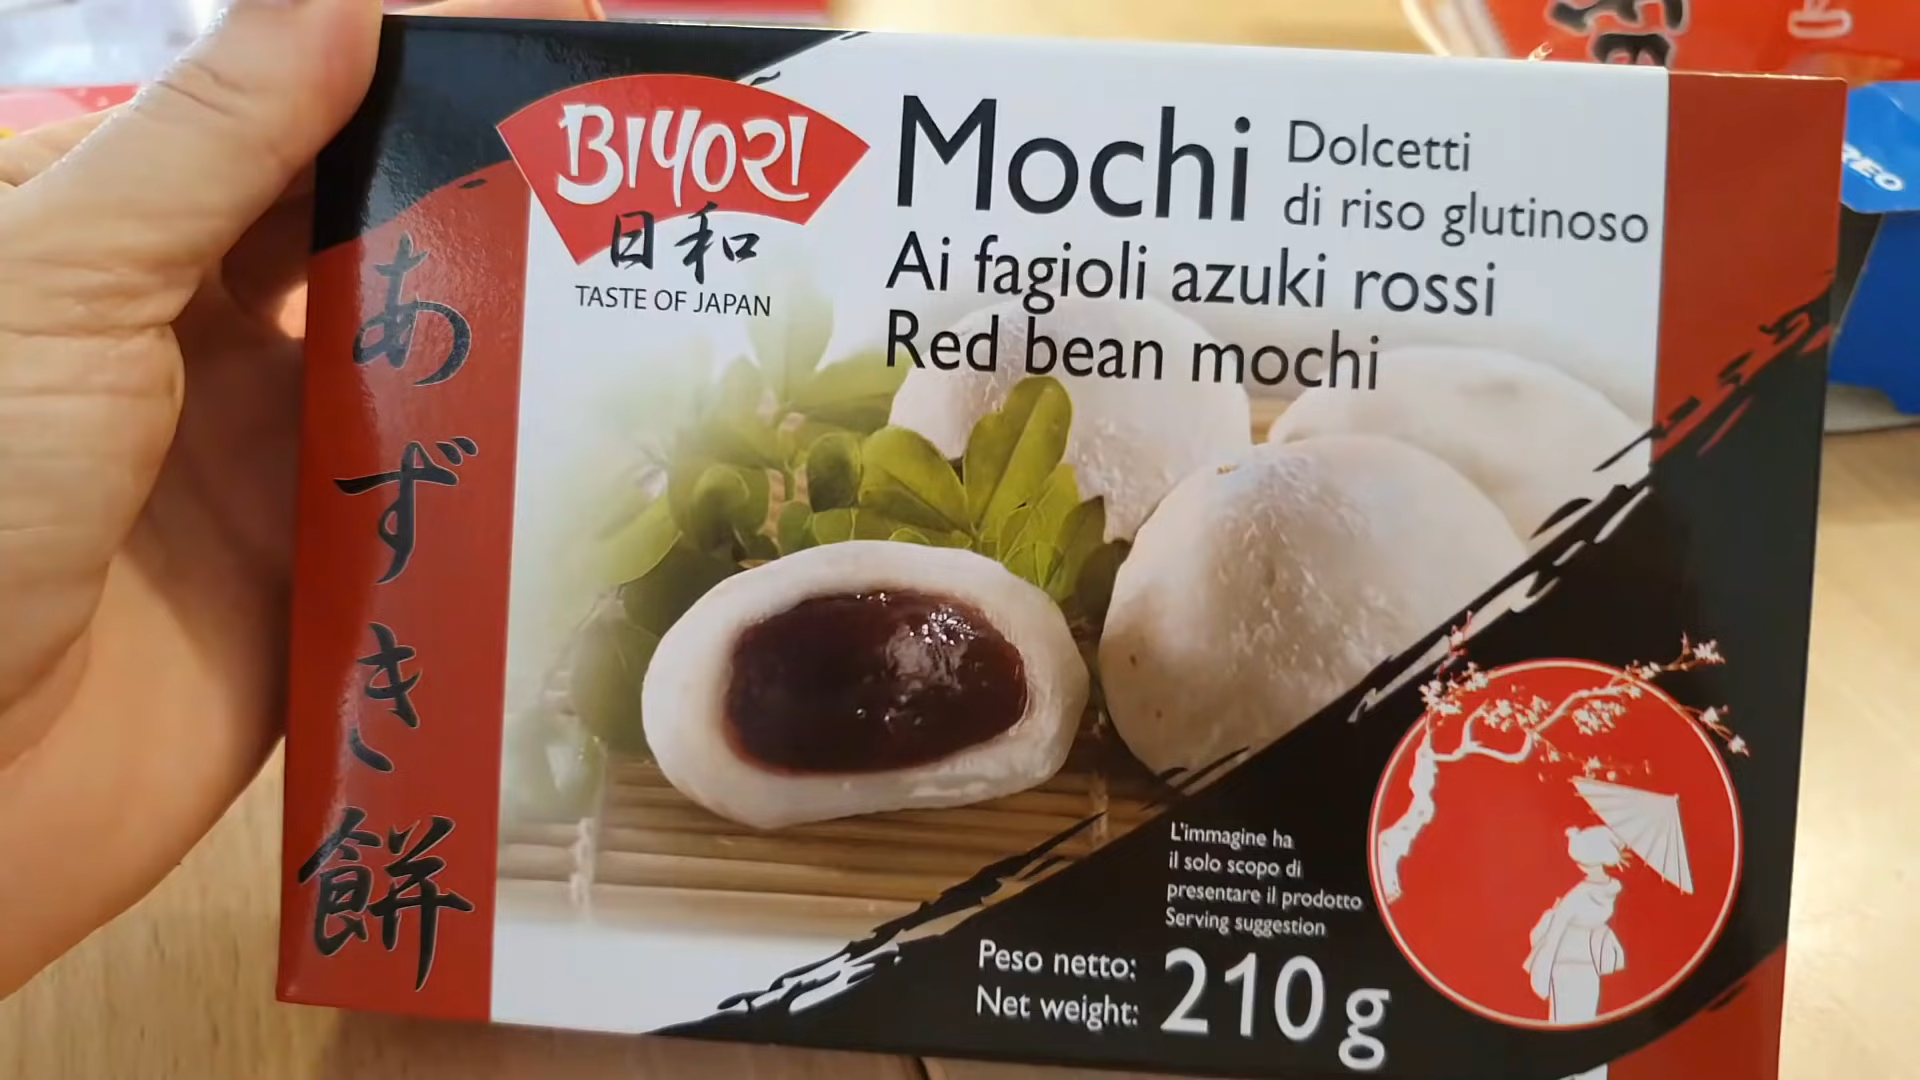 BIYORI
日和
TASTE OF JAPAN
Mochi
Dolcetti
di riso glutinoso
Ai fagioli azuki rossi
Red bean mochi
あずき餅
L'immagine ha
il solo scopo di
presentare il prodotto
Serving suggestion
Peso netto:
Net weight:
210 g